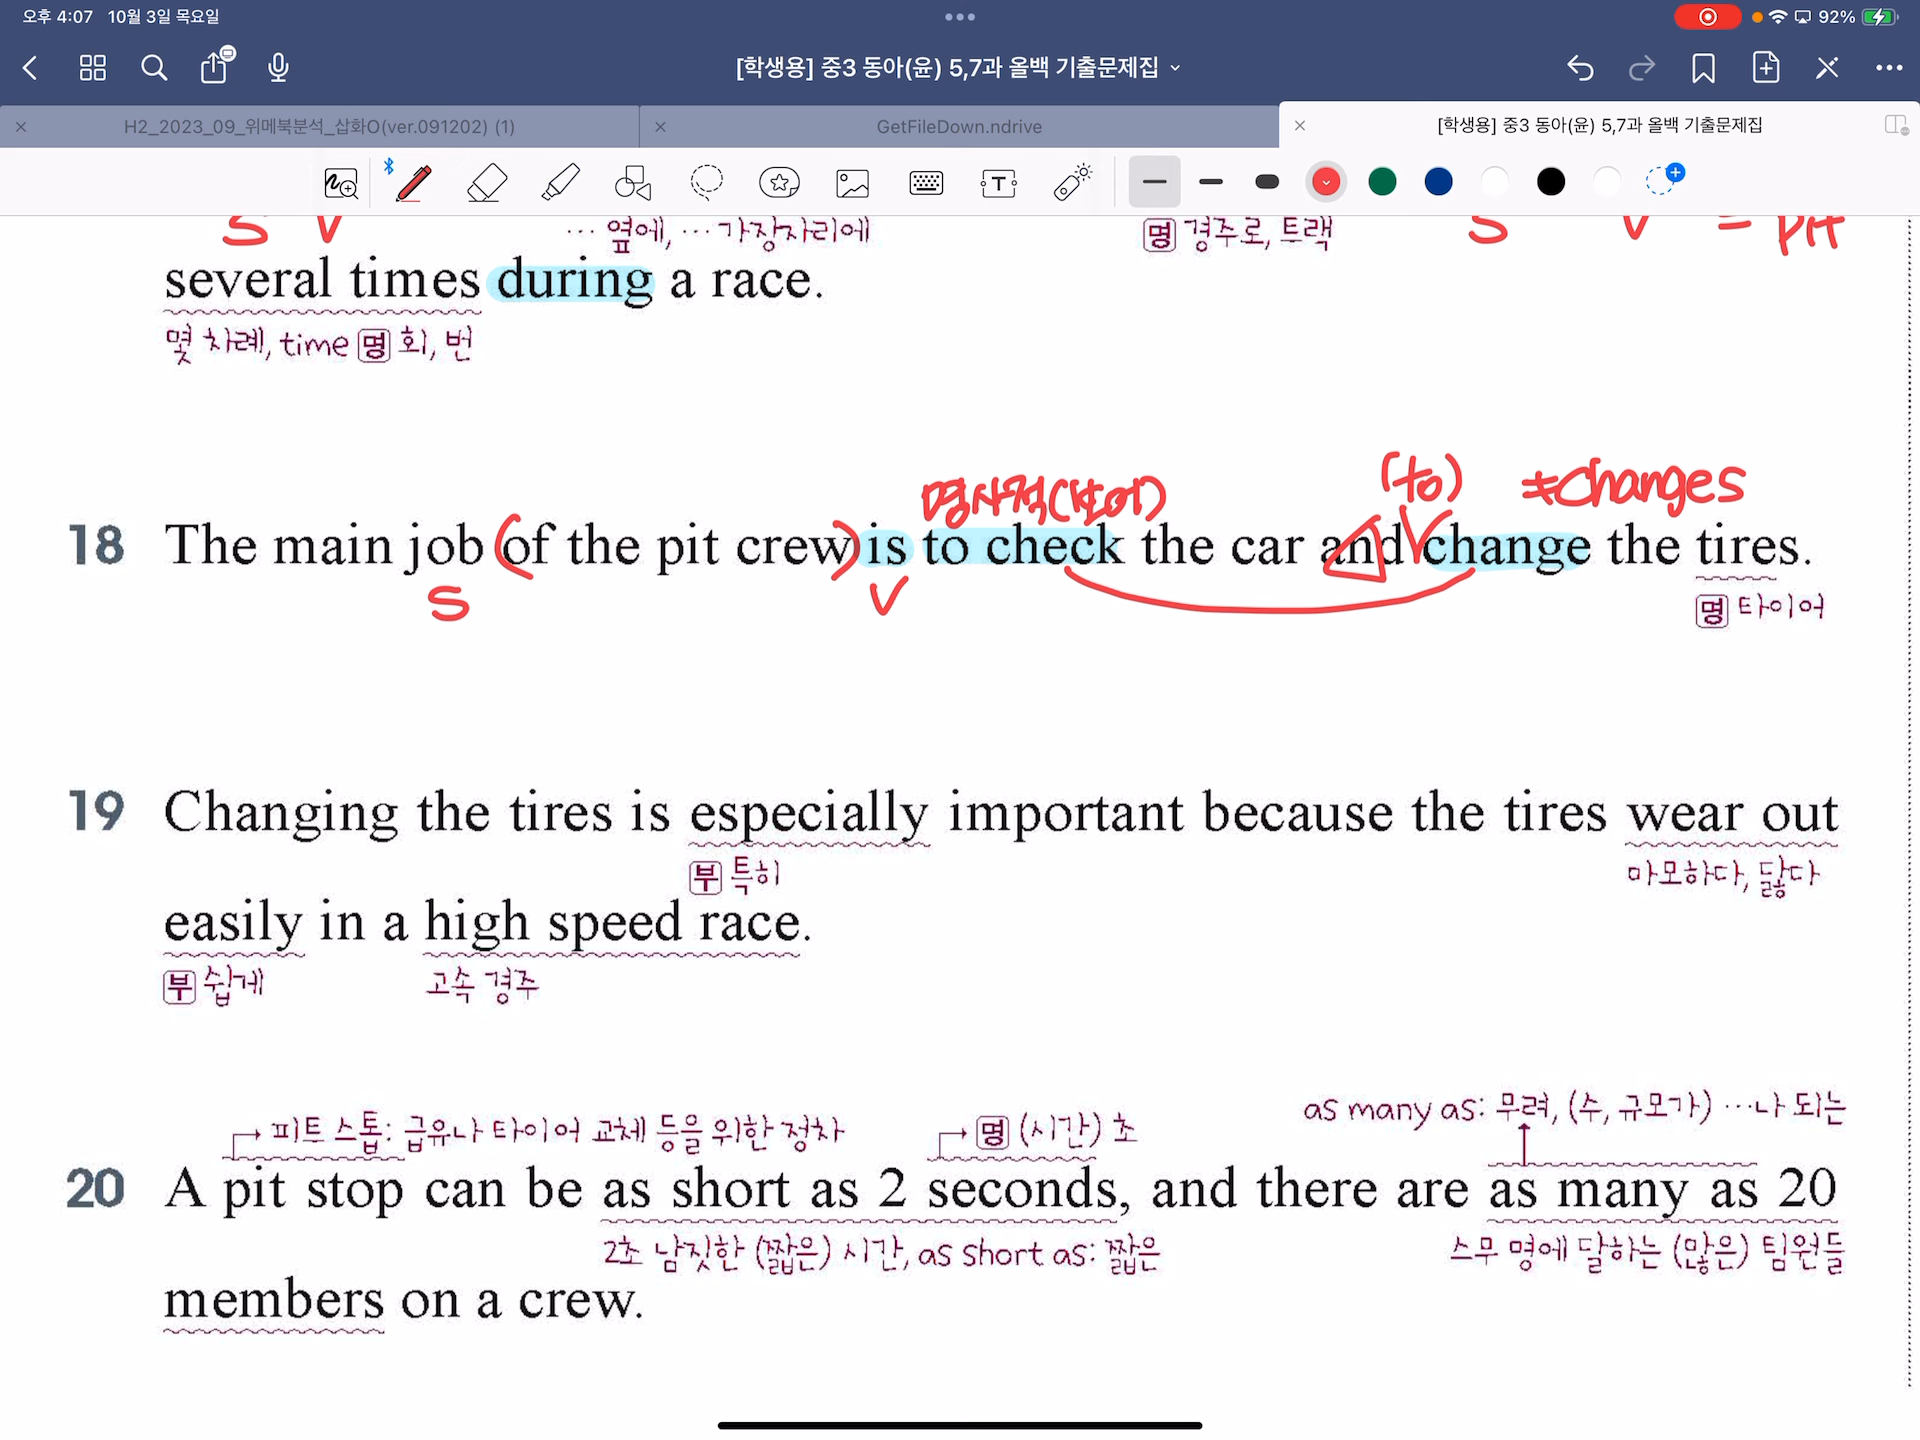 오후 4:07 10월 3일 목요일
92%
[학생용] 중3 동아(윤) 5,7과 올백 기출문제집
H2_2023_09_위메북분석_삽화O(ver.091202) (1)
GetFileDown.ndrive
[학생용] 중3 동아(윤) 5,7과 올백 기출문제집
S V … 옆에, … 가장자리에 명 경주로, 트랙 S V = pit
several times during a race.
몇 차례, time 명 회, 번
명사적(보어) (to) ≠changes
18 The main job (of the pit crew) is to check the car and change the tires.
S V 명 타이어
19 Changing the tires is especially important because the tires wear out
부 특히 마모하다, 닳다
easily in a high speed race.
부 쉽게 고속 경주
as many as: 무려, (수, 규모가) …나 되는
피트 스톱: 급유나 타이어 교체 등을 위한 정차 명 (시간) 초
20 A pit stop can be as short as 2 seconds, and there are as many as 20
2초 남짓한 (짧은) 시간, as short as: 짧은 스무 명에 달하는 (많은) 팀원들
members on a crew.